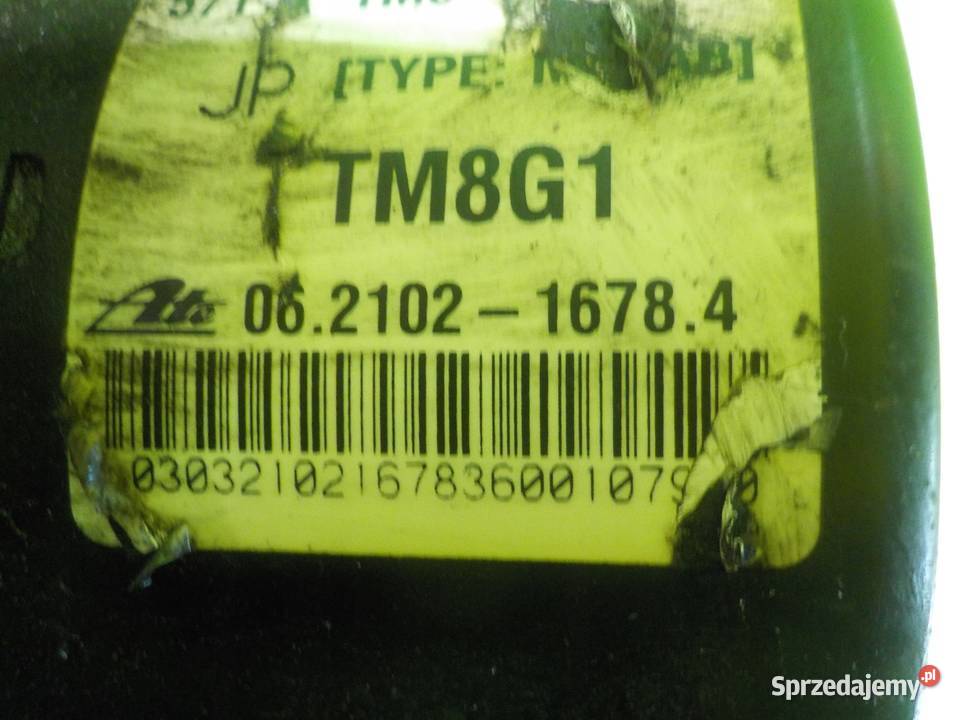 JP [TYPE:
TM8G1
Ate 06.2102-1678.4
Sprzedajemy.pl